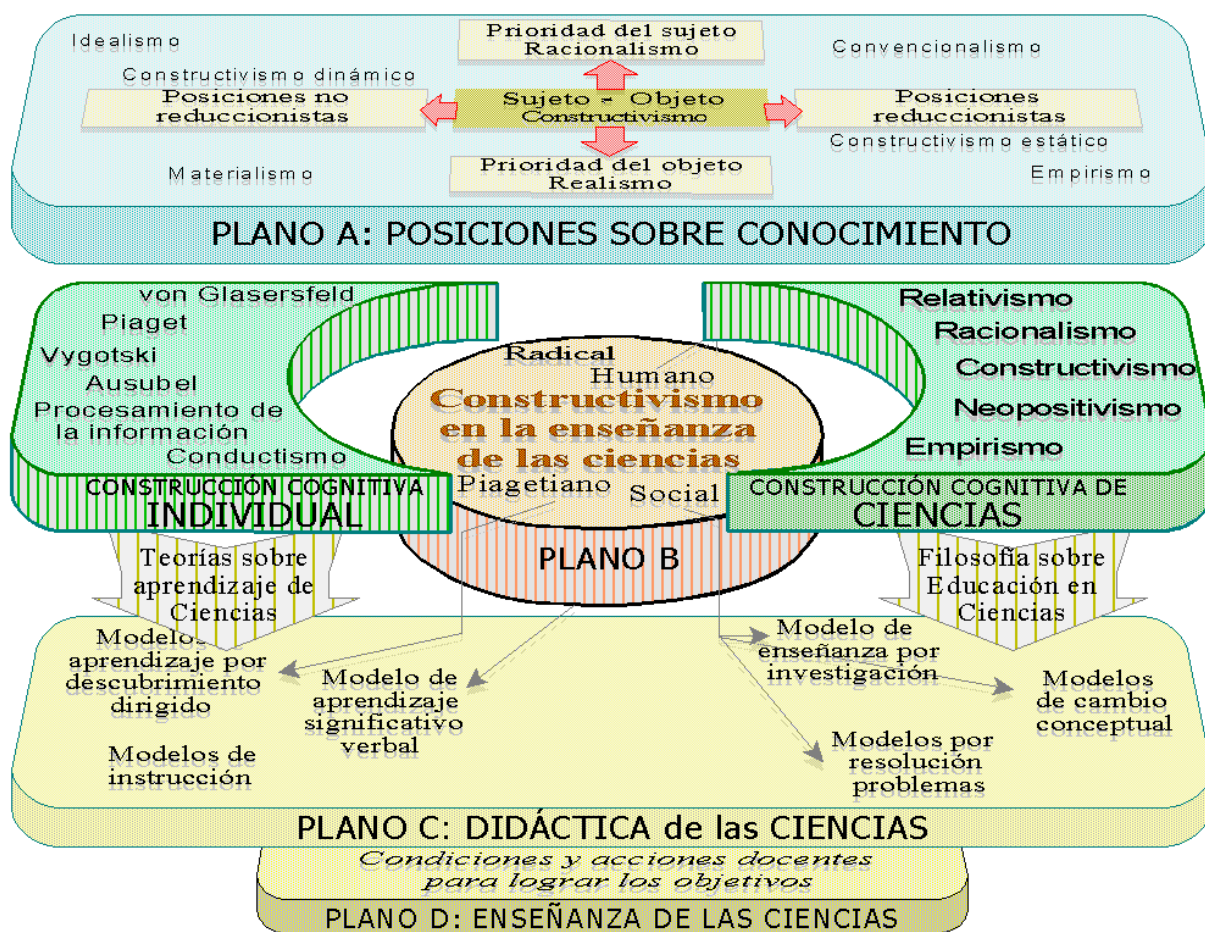 Idealismo
Prioridad del sujeto
Racionalismo
Convencionalismo
Constructivismo dinámico
Posiciones no
reduccionistas
Sujeto ≠ Objeto
Constructivismo
Posiciones
reduccionistas
Constructivismo estático
Materialismo
Prioridad del objeto
Realismo
Empirismo
PLANO A: POSICIONES SOBRE CONOCIMIENTO
von Glasersfeld
Piaget
Vygotski
Ausubel
Procesamiento de
la información
Conductismo
CONSTRUCCIÓN COGNITIVA
INDIVIDUAL
Radical
Humano
Constructivismo
en la enseñanza
de las ciencias
Piagetiano
Social
PLANO B
Relativismo
Racionalismo
Constructivismo
Neopositivismo
Empirismo
CONSTRUCCIÓN COGNITIVA DE
CIENCIAS
Teorías sobre
aprendizaje de
Ciencias
Filosofía sobre
Educación en
Ciencias
Modelos
aprendizaje por
descubrimiento
dirigido
Modelo de
aprendizaje
significativo
verbal
Modelos de
instrucción
Modelo de
enseñanza por
investigación
Modelos
de cambio
conceptual
Modelos por
resolución
problemas
PLANO C: DIDÁCTICA de las CIENCIAS
Condiciones y acciones docentes
para lograr los objetivos
PLANO D: ENSEÑANZA DE LAS CIENCIAS